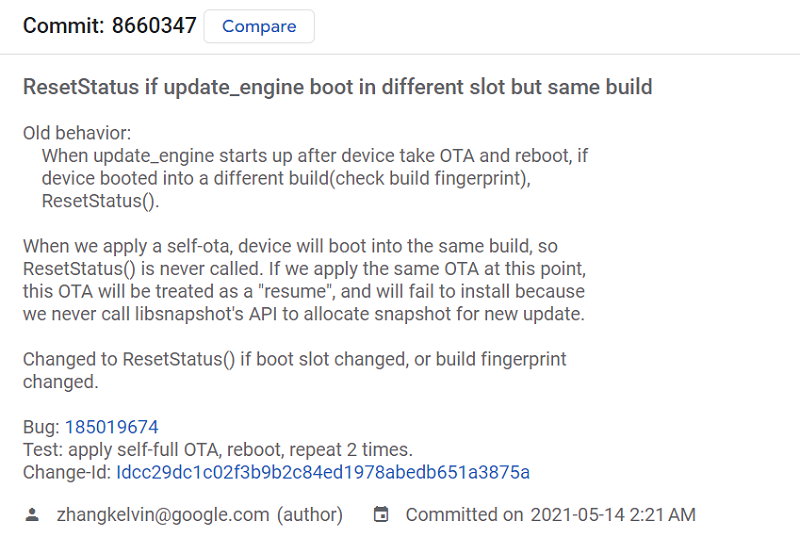 Commit: 8660347 Compare
ResetStatus if update_engine boot in different slot but same build
Old behavior:
When update_engine starts up after device take OTA and reboot, if
device booted into a different build(check build fingerprint),
ResetStatus().
When we apply a self-ota, device will boot into the same build, so
ResetStatus() is never called. If we apply the same OTA at this point,
this OTA will be treated as a "resume", and will fail to install because
we never call libsnapshot's API to allocate snapshot for new update.
Changed to ResetStatus() if boot slot changed, or build fingerprint
changed.
Bug: 185019674
Test: apply self-full OTA, reboot, repeat 2 times.
Change-Id: Idcc29dc1c02f3b9b2c84ed1978abedb651a3875a
zhangkelvin@google.com (author) Committed on 2021-05-14 2:21 AM